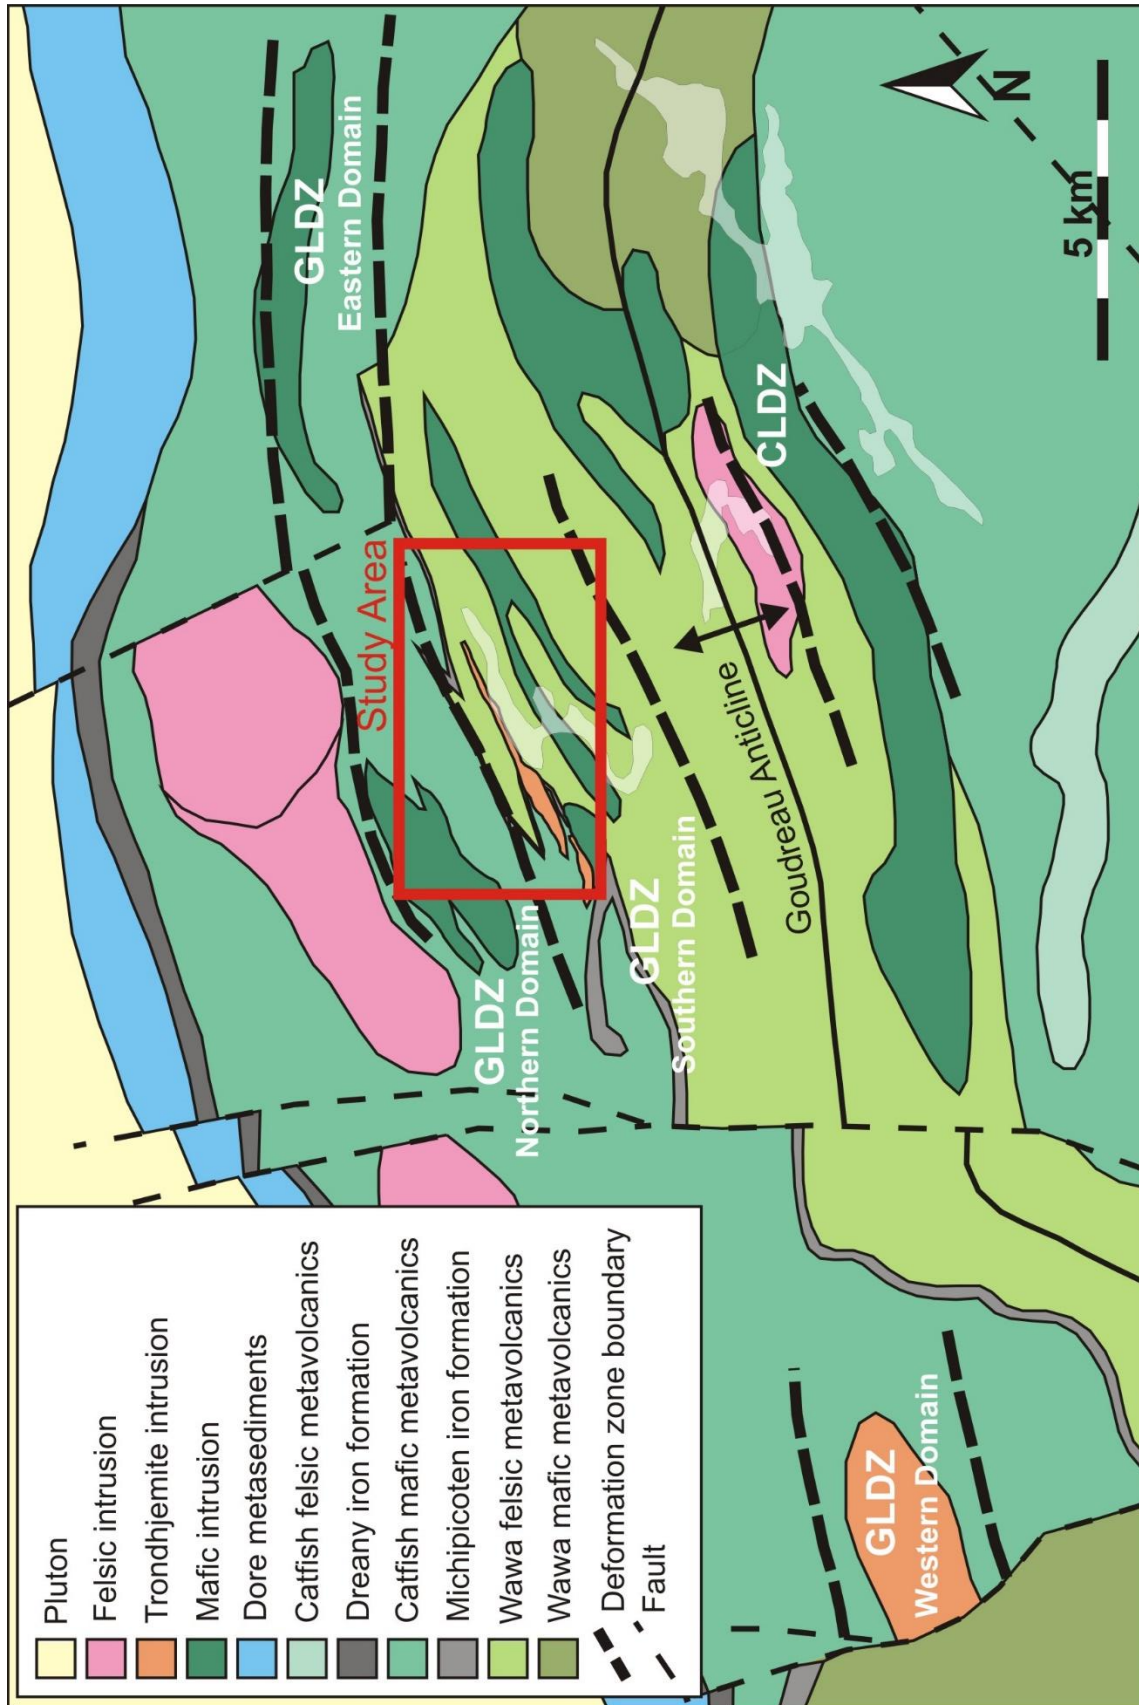 Pluton
Felsic intrusion
Trondhjemite intrusion
Mafic intrusion
Dore metasediments
Catfish felsic metavolcanics
Dreany iron formation
Catfish mafic metavolcanics
Michipicoten iron formation
Wawa felsic metavolcanics
Wawa mafic metavolcanics
Deformation zone boundary
Fault
GLDZ
Western Domain
GLDZ
Northern Domain
GLDZ
Southern Domain
Study Area
GLDZ
Eastern Domain
Goudreau Anticline
CLDZ
N
5 km